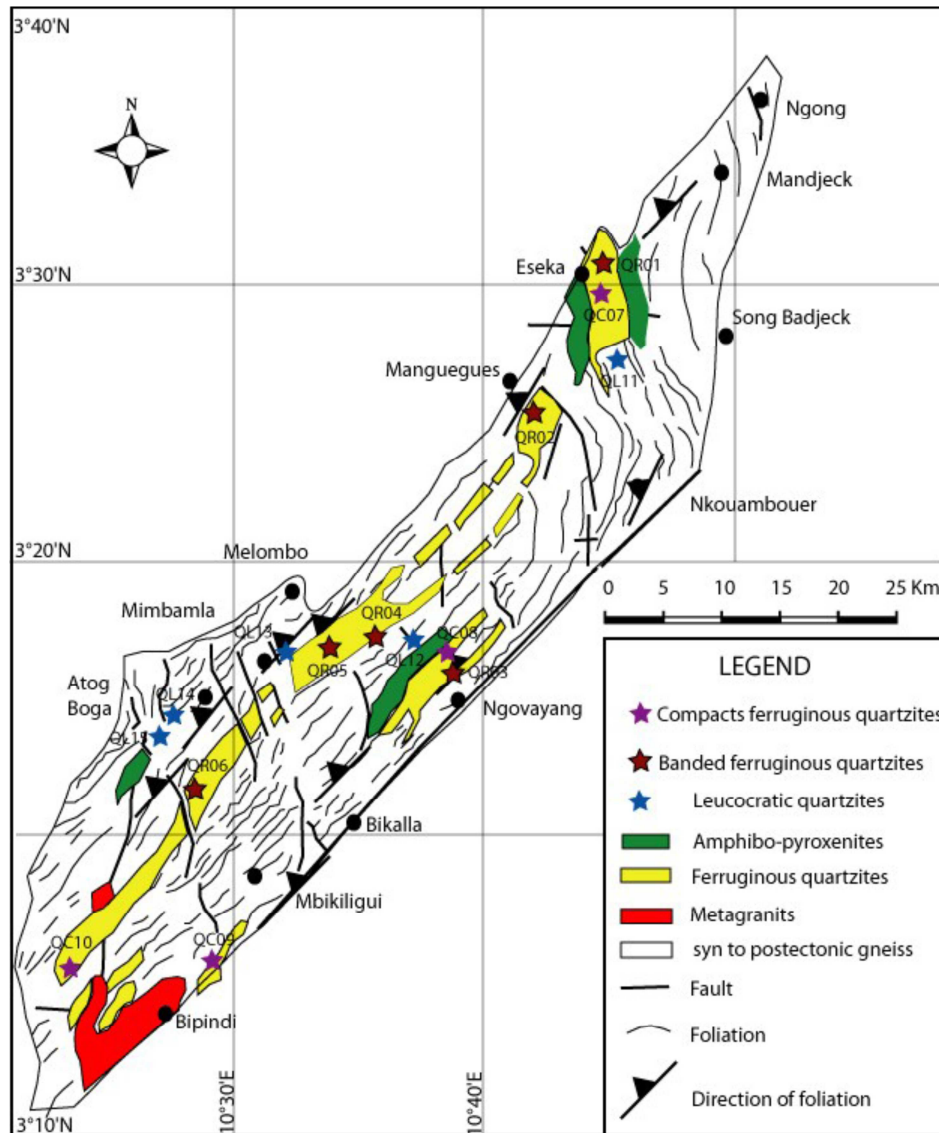 3°40'N
N
Ngong
Mandjeck
3°30'N
Eseka
QR01
QC07
Song Badjeck
Manguegues
QL11
QR02
Nkouambouer
3°20'N
Melombo
0 5 10 15 20 25 Km
Mimbamla
QR04
QL13
QC08
QR05
QL12
QR03
Atog
Boga
QL14
Ngovayang
QL15
QR06
Bikalla
Mbikiligui
QC10
QC09
Bipindi
3°10'N
10°30'E
10°40'E
LEGEND
Compacts ferruginous quartzites
Banded ferruginous quartzites
Leucocratic quartzites
Amphibo-pyroxenites
Ferruginous quartzites
Metagranits
syn to postectonic gneiss
Fault
Foliation
Direction of foliation